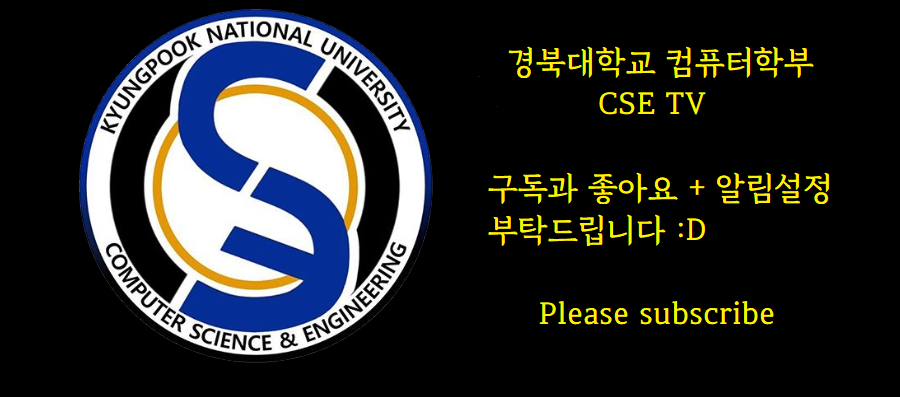 KYUNGPOOK NATIONAL UNIVERSITY
COMPUTER SCIENCE & ENGINEERING
경북대학교 컴퓨터학부
CSE TV
구독과 좋아요 + 알림설정
부탁드립니다 :D
Please subscribe